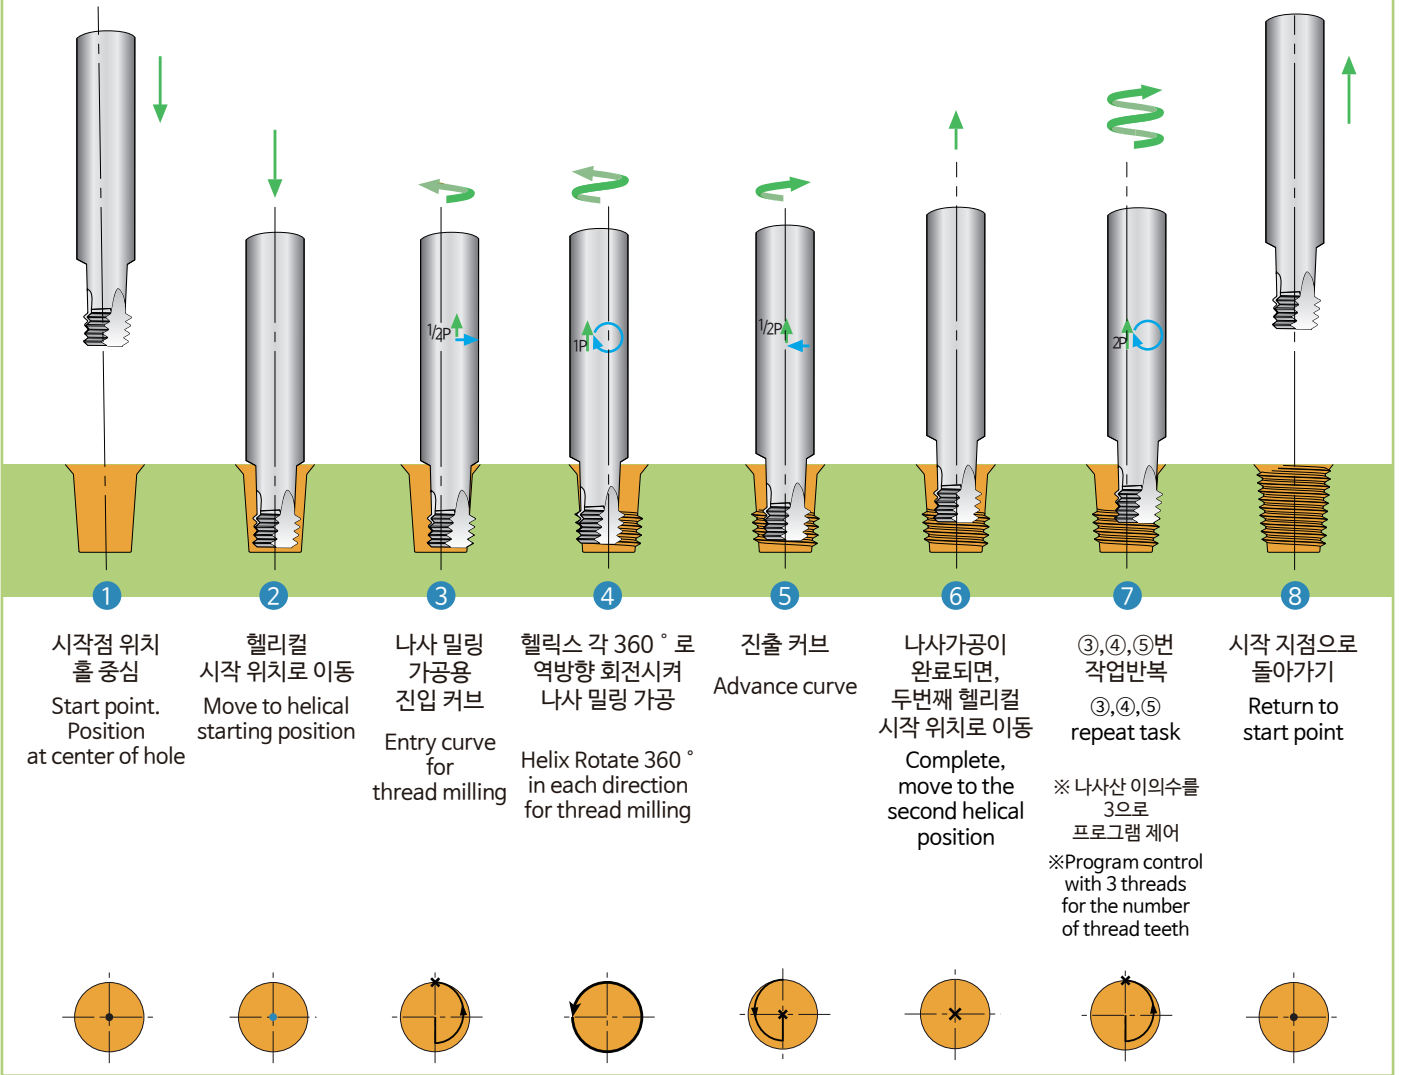 1/2P
1P
1/2P
2P
1
2
3
4
5
6
7
8
시작점 위치
홀 중심
Start point.
Position
at center of hole
헬리컬
시작 위치로 이동
Move to helical
starting position
나사 밀링
가공용
진입 커브
Entry curve
for
thread milling
헬릭스 각 360 ˚ 로
역방향 회전시켜
나사 밀링 가공
Helix Rotate 360 ˚
in each direction
for thread milling
진출 커브
Advance curve
나사가공이
완료되면,
두번째 헬리컬
시작 위치로 이동
Complete,
move to the
second helical
position
③,④,⑤번
작업반복
③,④,⑤
repeat task
※ 나사산 이의수를
3으로
프로그램 제어
※Program control
with 3 threads
for the number
of thread teeth
시작 지점으로
돌아가기
Return to
start point